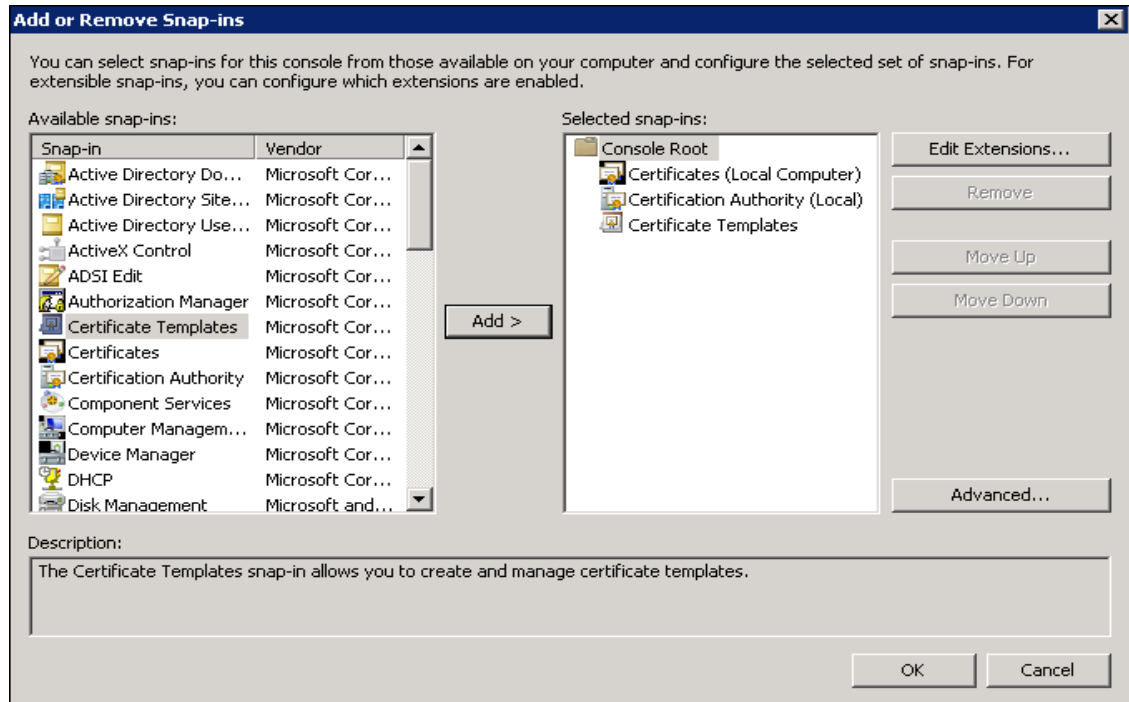 Add or Remove Snap-ins
You can select snap-ins for this console from those available on your computer and configure the selected set of snap-ins. For
extensible snap-ins, you can configure which extensions are enabled.
Available snap-ins:
Snap-in Vendor
Active Directory Do... Microsoft Cor...
Active Directory Site... Microsoft Cor...
Active Directory Use... Microsoft Cor...
ActiveX Control Microsoft Cor...
ADSI Edit Microsoft Cor...
Authorization Manager Microsoft Cor...
Certificate Templates Microsoft Cor...
Certificates Microsoft Cor...
Certification Authority Microsoft Cor...
Component Services Microsoft Cor...
Computer Managem... Microsoft Cor...
Device Manager Microsoft Cor...
DHCP Microsoft Cor...
Disk Management Microsoft and...
Add >
Selected snap-ins:
Console Root
Certificates (Local Computer)
Certification Authority (Local)
Certificate Templates
Edit Extensions...
Remove
Move Up
Move Down
Advanced...
Description:
The Certificate Templates snap-in allows you to create and manage certificate templates.
OK
Cancel